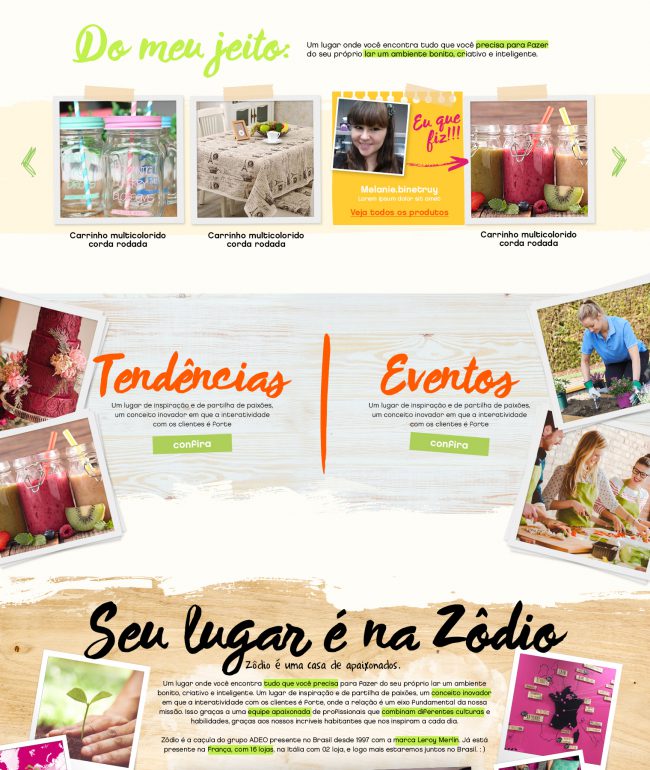 Do meu jeito:
Um lugar onde você encontra tudo que você precisa para fazer
do seu próprio lar um ambiente bonito, criativo e inteligente.
Eu que
fiz!!!
Melanie.binetruy
Lorem ipsum dolor sit amdo
Veja todos os produtos
Carrinho multicolorido
corda rodada
Carrinho multicolorido
corda rodada
Carrinho multicolorido
corda rodada
Tendências
Um lugar de inspiração e de partilha de paixões,
um conceito inovador em que a interatividade
com os clientes é forte
confira
Eventos
Um lugar de inspiração e de partilha de paixões,
um conceito inovador em que a interatividade
com os clientes é forte
confira
Seu lugar é na Zôdio
Zôdio é uma casa de apaixonados.
Um lugar onde você encontra tudo que você precisa para fazer do seu próprio lar um ambiente
bonito, criativo e inteligente. Um lugar de inspiração e de partilha de paixões, um conceito inovador
em que a interatividade com os clientes é Forte, onde a relação é um eixo Fundamental da nossa
missão. Isso graças a uma equipe apaixonada de profissionais que combinam diferentes culturas e
habilidades, graças aos nossos incríveis habitantes que nos inspiram a cada dia.
Zôdio é a caçula do grupo ADEO presente no Brasil desde 1997 com a marca Leroy Merlin. Já está
presente na França, com 16 lojas, na Itália com 02 loja, e logo mais estaremos juntos no Brasil. : )